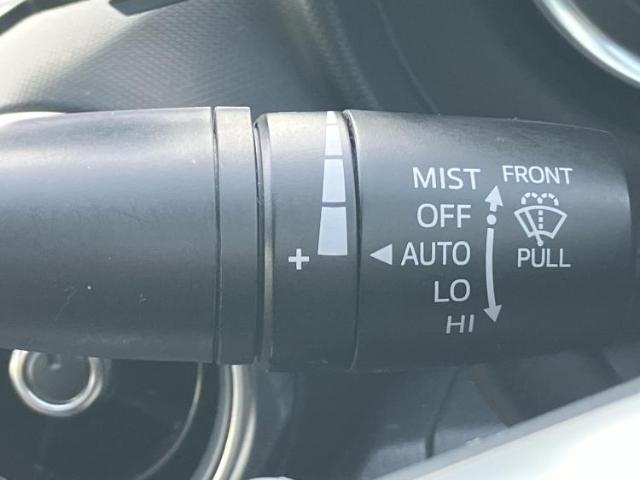 MIST
OFF
AUTO
LO
HI
FRONT
PULL
+